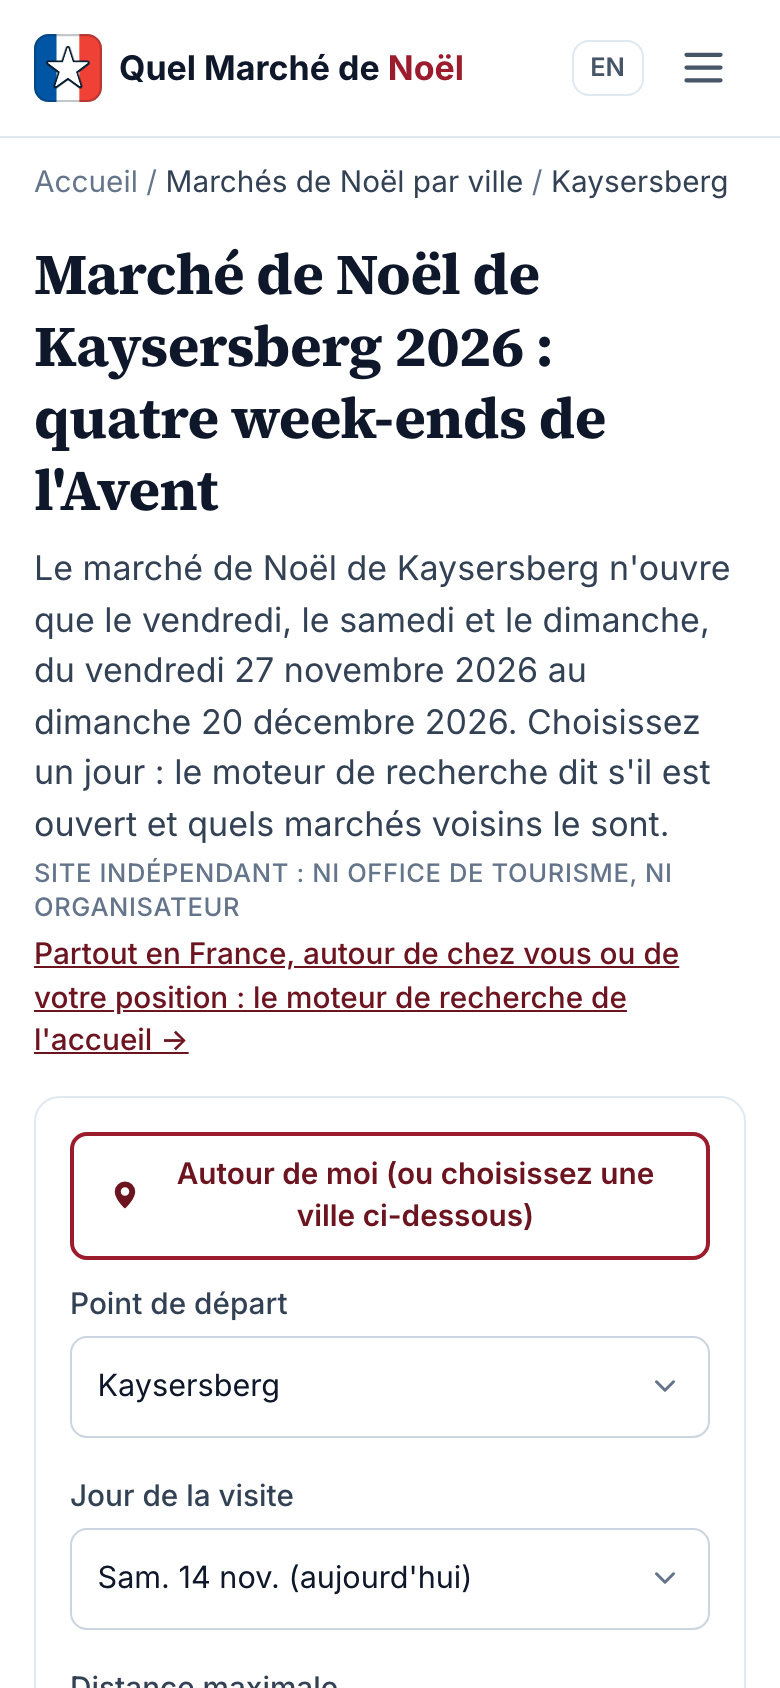 Quel Marché de Noël
EN
Accueil / Marchés de Noël par ville / Kaysersberg
Marché de Noël de
Kaysersberg 2026 :
quatre week-ends de
l'Avent
Le marché de Noël de Kaysersberg n'ouvre
que le vendredi, le samedi et le dimanche,
du vendredi 27 novembre 2026 au
dimanche 20 décembre 2026. Choisissez
un jour : le moteur de recherche dit s'il est
ouvert et quels marchés voisins le sont.
SITE INDÉPENDANT : NI OFFICE DE TOURISME, NI
ORGANISATEUR
Partout en France, autour de chez vous ou de
votre position : le moteur de recherche de
l'accueil →
Autour de moi (ou choisissez une
ville ci-dessous)
Point de départ
Kaysersberg
Jour de la visite
Sam. 14 nov. (aujourd'hui)
Distance maximale